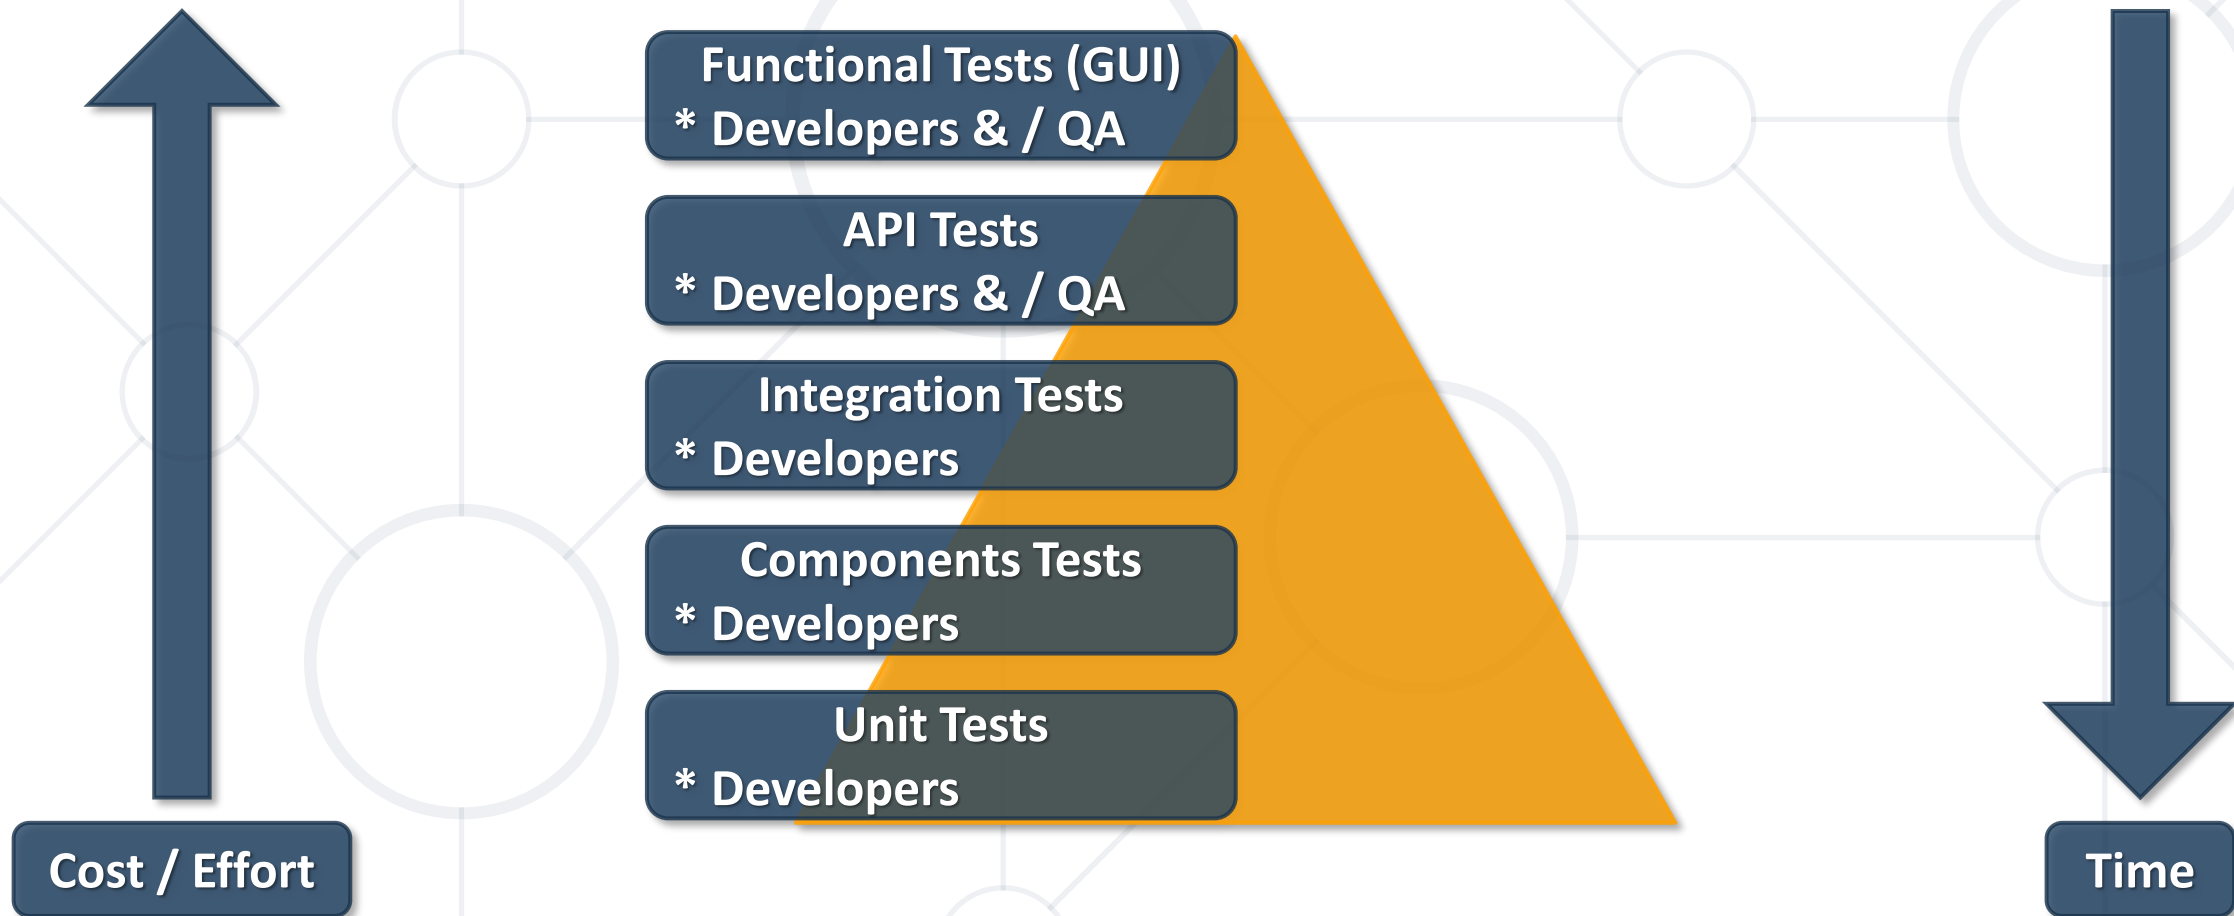 Functional Tests (GUI)
* Developers & / QA
API Tests
* Developers & / QA
Integration Tests
* Developers
Components Tests
* Developers
Unit Tests
* Developers
Cost / Effort
Time